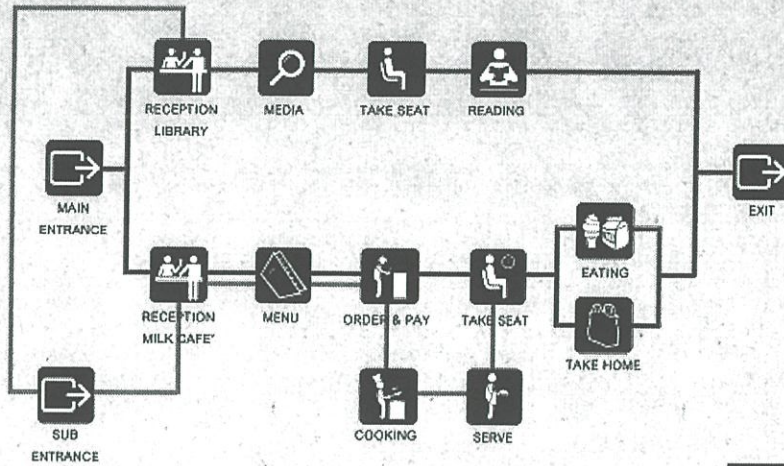 RECEPTION
LIBRARY
MEDIA
TAKE SEAT
READING
MAIN
ENTRANCE
EXIT
EATING
RECEPTION
MILK CAFE'
MENU
ORDER & PAY
TAKE SEAT
TAKE HOME
SUB
ENTRANCE
COOKING
SERVE